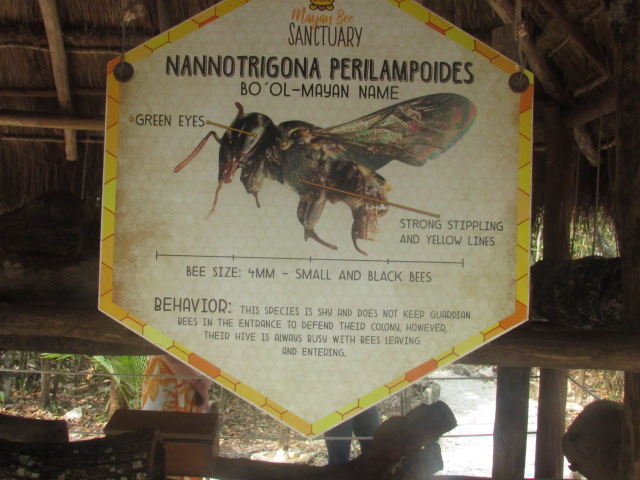 Mayan Bee
SANCTUARY
NANNOTRIGONA PERILAMPOIDES
BO´OL-MAYAN NAME
GREEN EYES
STRONG STIPPLING
AND YELLOW LINES
BEE SIZE: 4MM - SMALL AND BLACK BEES
BEHAVIOR: THIS SPECIES IS SHY AND DOES NOT KEEP GUARDIAN
BEES IN THE ENTRANCE TO DEFEND THEIR COLONY, HOWEVER,
THEIR HIVE IS ALWAYS BUSY WITH BEES LEAVING
AND ENTERING.